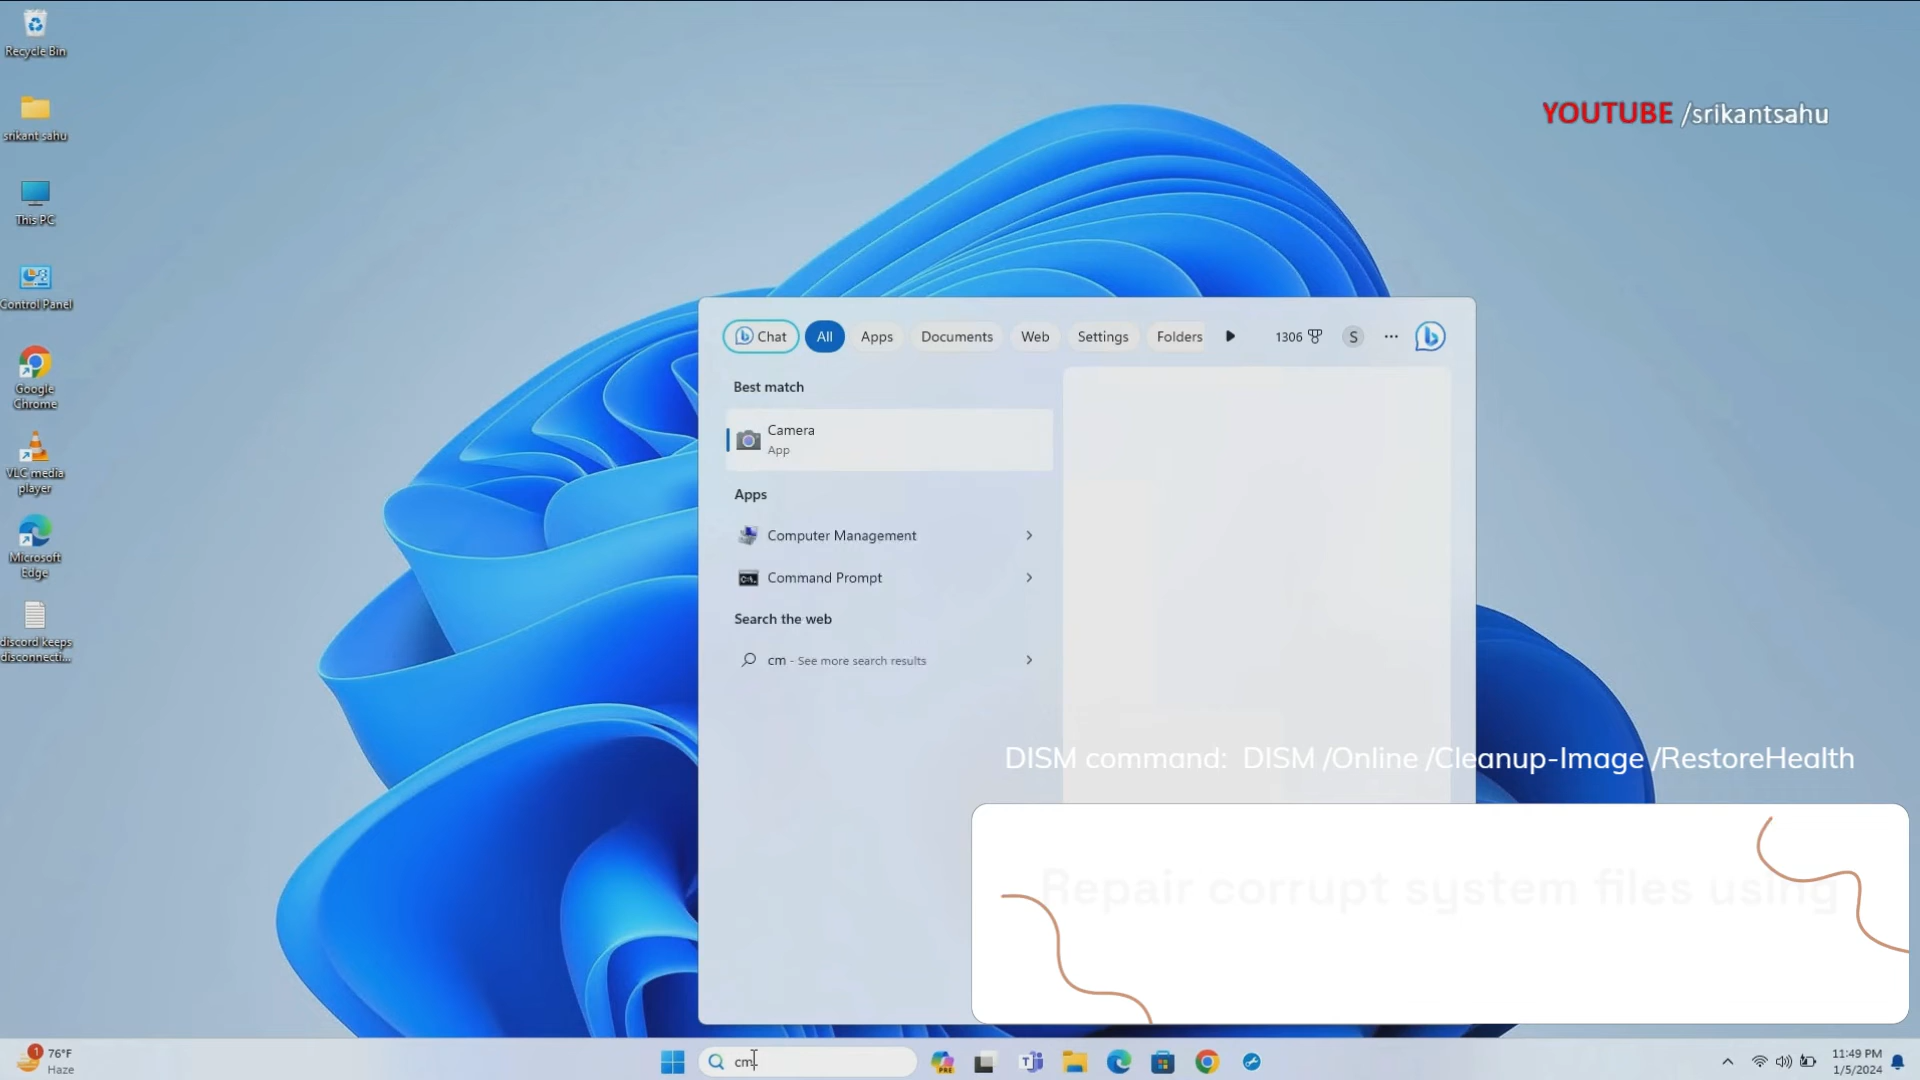 Recycle Bin
srikant sahu
This PC
Control Panel
Google
Chrome
VLC media
player
Microsoft
Edge
discord keeps
disconnecti...
YOUTUBE /srikantsahu
Chat
All
Apps
Documents
Web
Settings
Folders
1306
S
Best match
Camera
App
Apps
Computer Management
Command Prompt
Search the web
cm - See more search results
DISM command:  DISM /Online /Cleanup-Image /RestoreHealth
Repair corrupt system files using
1
76°F
Haze
cm
PRE
11:49 PM
1/5/2024